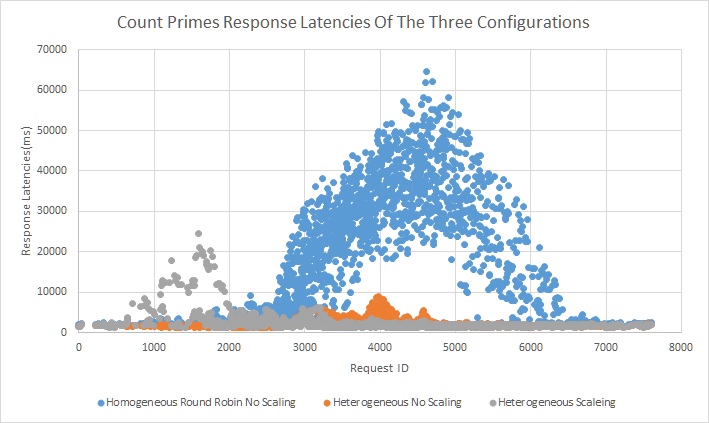 Count Primes Response Latencies Of The Three Configurations
70000
60000
50000
40000
30000
20000
10000
0
Response Latencies(ms)
0 1000 2000 3000 4000 5000 6000 7000 8000
Request ID
Homogeneous Round Robin No Scaling Heterogeneous No Scaling Heterogeneous Scaleing